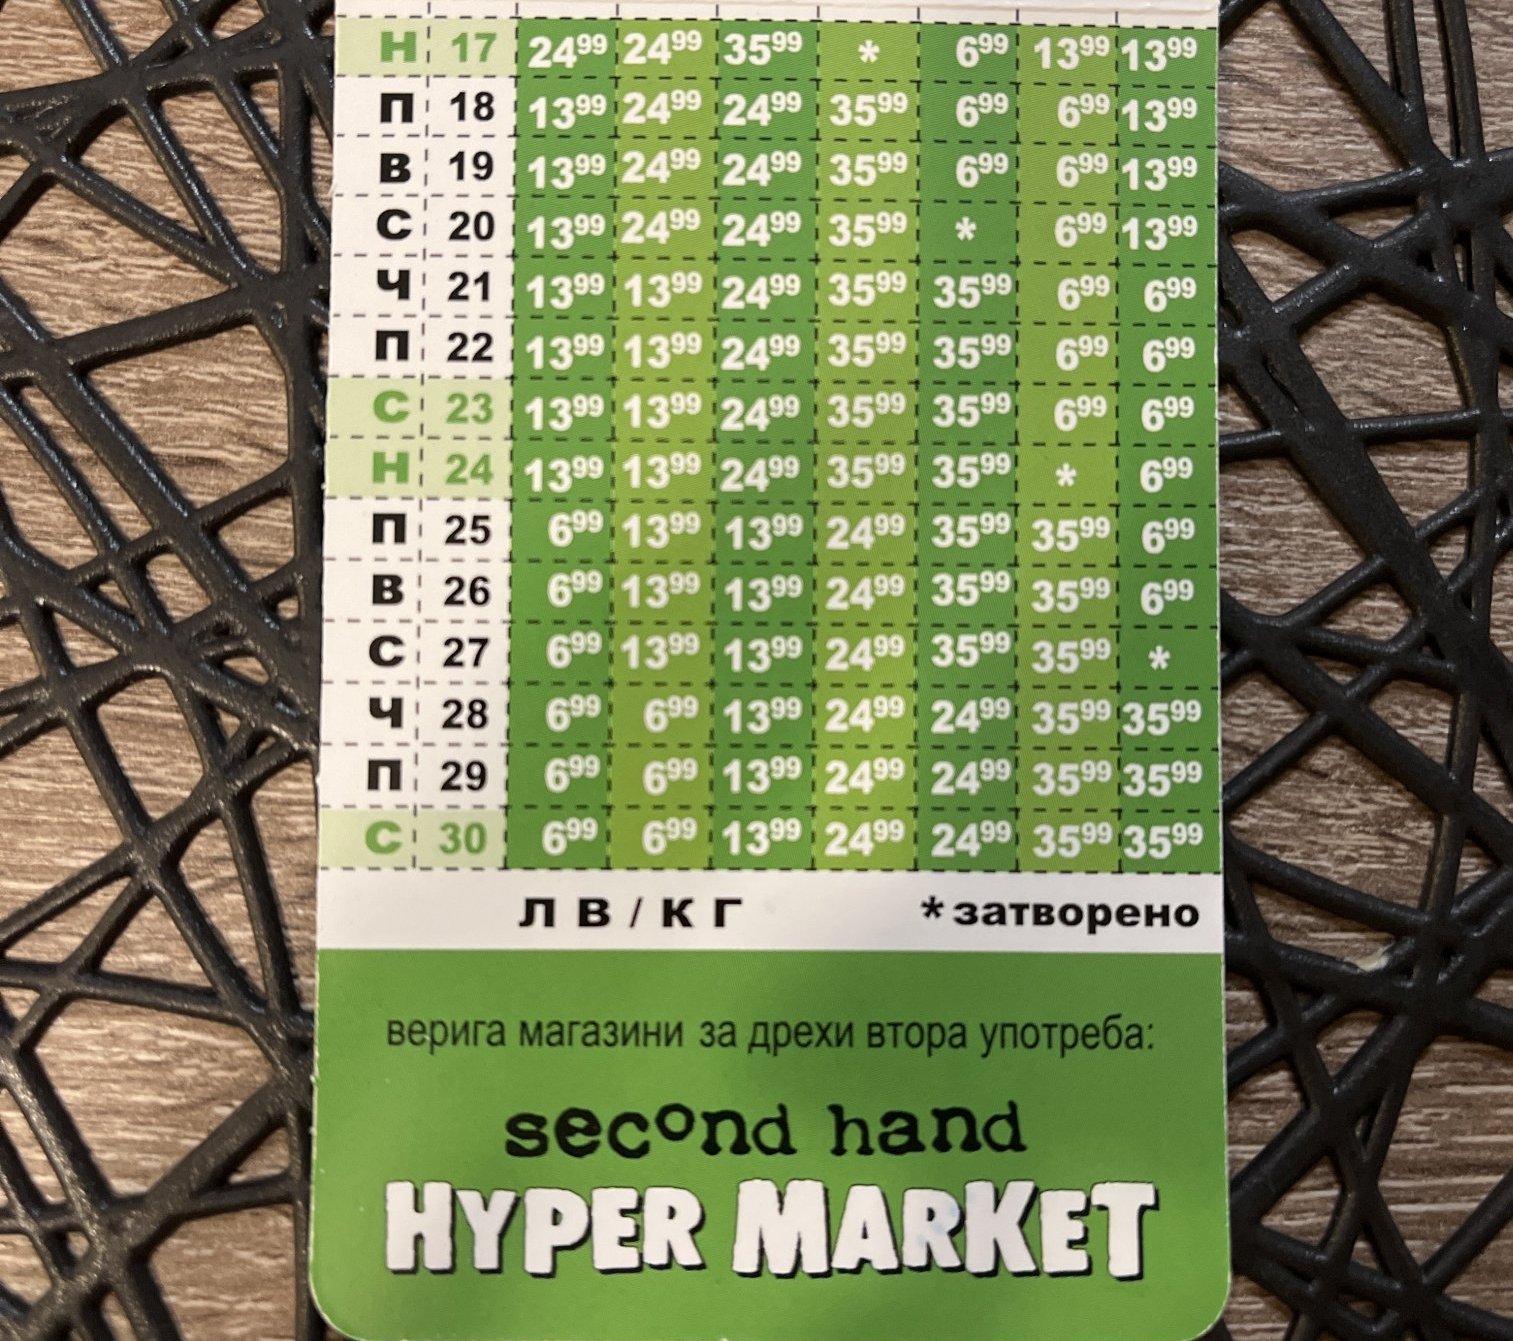 Н 17 24⁹⁹ 24⁹⁹ 35⁹⁹ * 6⁹⁹ 13⁹⁹ 13⁹⁹
П 18 13⁹⁹ 24⁹⁹ 24⁹⁹ 35⁹⁹ 6⁹⁹ 6⁹⁹ 13⁹⁹
В 19 13⁹⁹ 24⁹⁹ 24⁹⁹ 35⁹⁹ 6⁹⁹ 6⁹⁹ 13⁹⁹
С 20 13⁹⁹ 24⁹⁹ 24⁹⁹ 35⁹⁹ * 6⁹⁹ 13⁹⁹
Ч 21 13⁹⁹ 13⁹⁹ 24⁹⁹ 35⁹⁹ 35⁹⁹ 6⁹⁹ 6⁹⁹
П 22 13⁹⁹ 13⁹⁹ 24⁹⁹ 35⁹⁹ 35⁹⁹ 6⁹⁹ 6⁹⁹
С 23 13⁹⁹ 13⁹⁹ 24⁹⁹ 35⁹⁹ 35⁹⁹ 6⁹⁹ 6⁹⁹
Н 24 13⁹⁹ 13⁹⁹ 24⁹⁹ 35⁹⁹ 35⁹⁹ * 6⁹⁹
П 25 6⁹⁹ 13⁹⁹ 13⁹⁹ 24⁹⁹ 35⁹⁹ 35⁹⁹ 6⁹⁹
В 26 6⁹⁹ 13⁹⁹ 13⁹⁹ 24⁹⁹ 35⁹⁹ 35⁹⁹ 6⁹⁹
С 27 6⁹⁹ 13⁹⁹ 13⁹⁹ 24⁹⁹ 35⁹⁹ 35⁹⁹ *
Ч 28 6⁹⁹ 6⁹⁹ 13⁹⁹ 24⁹⁹ 24⁹⁹ 35⁹⁹ 35⁹⁹
П 29 6⁹⁹ 6⁹⁹ 13⁹⁹ 24⁹⁹ 24⁹⁹ 35⁹⁹ 35⁹⁹
С 30 6⁹⁹ 6⁹⁹ 13⁹⁹ 24⁹⁹ 24⁹⁹ 35⁹⁹ 35⁹⁹
ЛВ/КГ *затворено
верига магазини за дрехи втора употреба:
second hand
HYPER MARKET